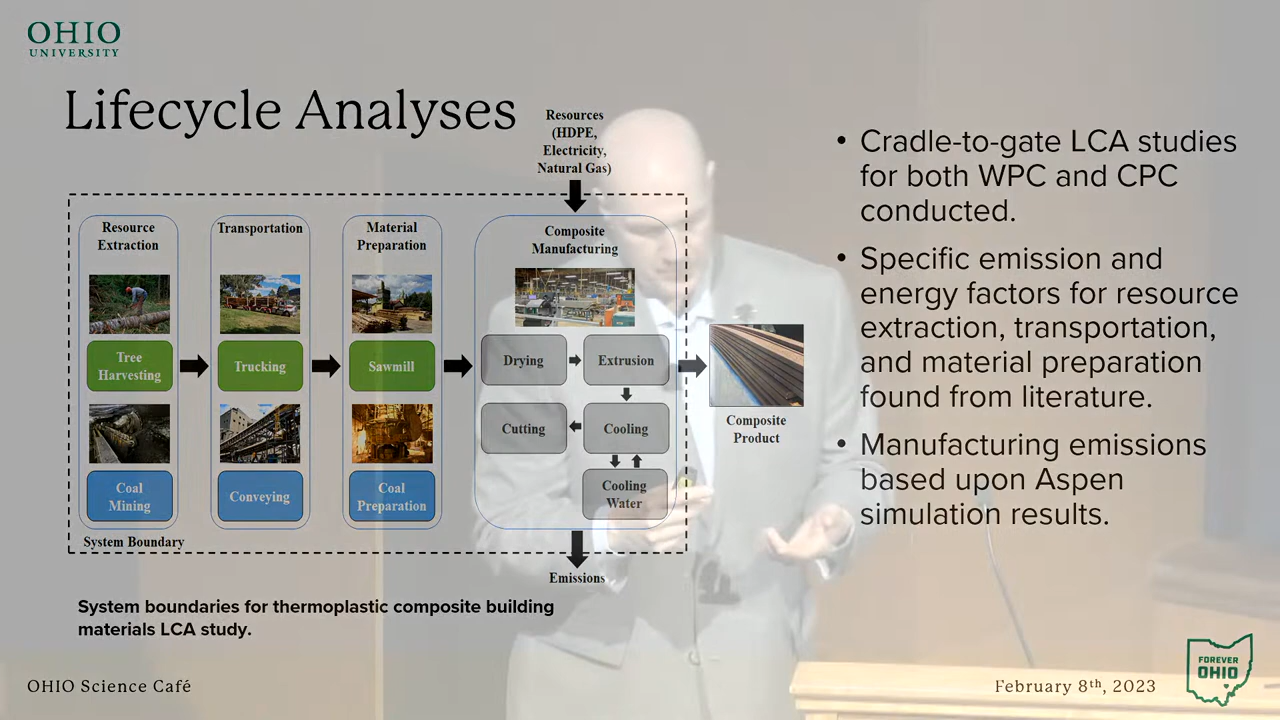 OHIO
UNIVERSITY
Lifecycle Analyses
Resources
(HDPE,
Electricity,
Natural Gas)
Resource
Extraction
Transportation
Material
Preparation
Composite
Manufacturing
Tree
Harvesting
Trucking
Sawmill
Drying
Extrusion
Cutting
Cooling
Coal
Mining
Conveying
Coal
Preparation
Cooling
Water
Composite
Product
System Boundary
Emissions
System boundaries for thermoplastic composite building
materials LCA study.
• Cradle-to-gate LCA studies
for both WPC and CPC
conducted.
• Specific emission and
energy factors for resource
extraction, transportation,
and material preparation
found from literature.
• Manufacturing emissions
based upon Aspen
simulation results.
OHIO Science Café
February 8th, 2023
FOREVER
OHIO